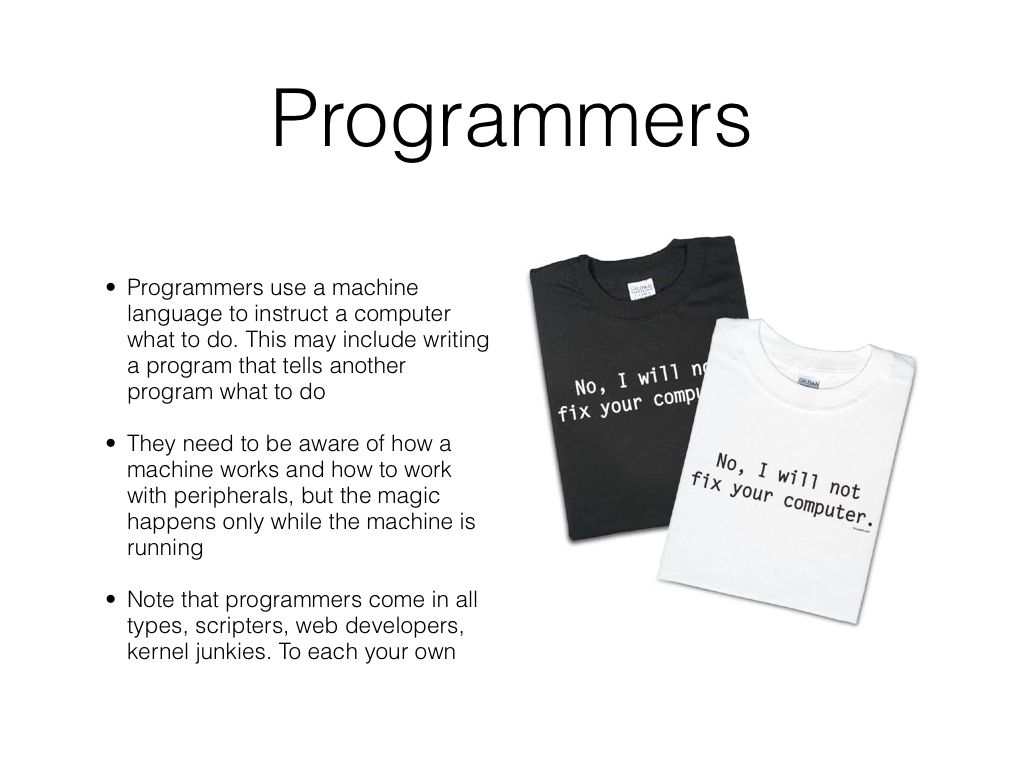 Programmers
• Programmers use a machine
language to instruct a computer
what to do. This may include writing
a program that tells another
program what to do
• They need to be aware of how a
machine works and how to work
with peripherals, but the magic
happens only while the machine is
running
• Note that programmers come in all
types, scripters, web developers,
kernel junkies. To each your own
GILDAN
No, I will no
fix your compu
GILDAN
No, I will not
fix your computer.